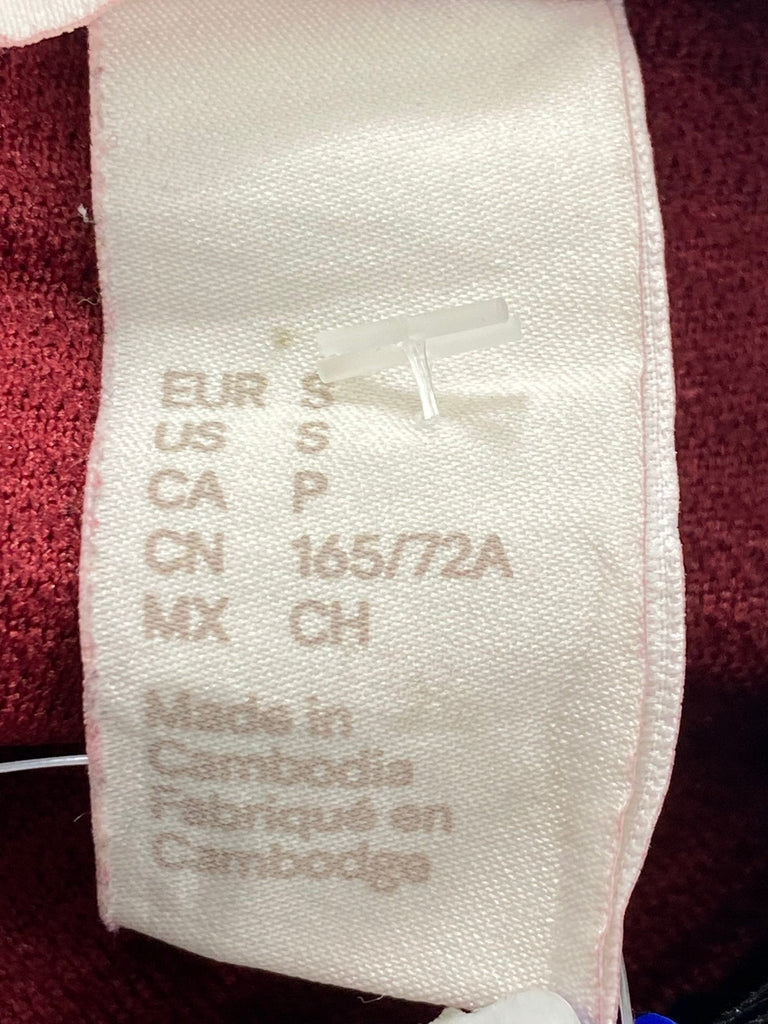 EUR S
US S
CA P
CN 165/72A
MX CH
Made in
Cambodia
Fabriqué en
Cambodge